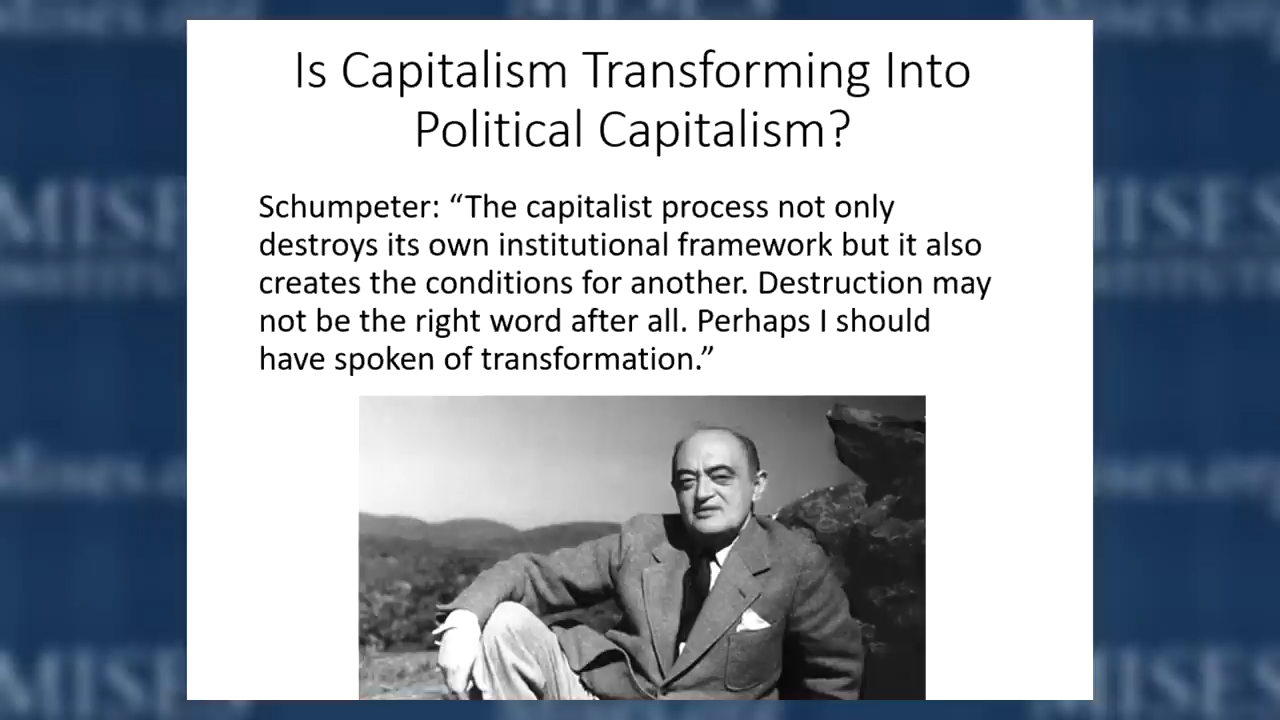 Is Capitalism Transforming Into
Political Capitalism?
Schumpeter: “The capitalist process not only
destroys its own institutional framework but it also
creates the conditions for another. Destruction may
not be the right word after all. Perhaps I should
have spoken of transformation.”
MISES